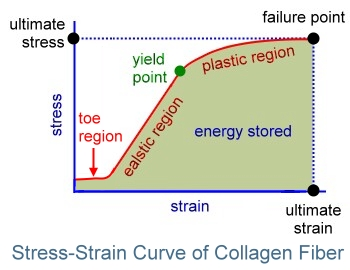 ultimate
stress
failure point
yield
point
plastic region
toe
region
ealstic region
energy stored
stress
strain
ultimate
strain
Stress-Strain Curve of Collagen Fiber